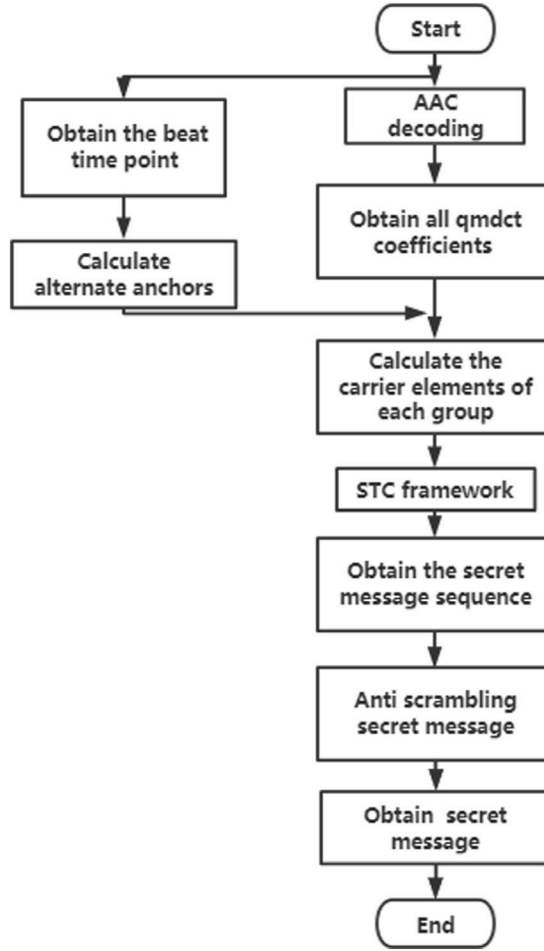 Start
Obtain the beat
time point
AAC
decoding
Calculate
alternate anchors
Obtain all qmdct
coefficients
Calculate the
carrier elements of
each group
STC framework
Obtain the secret
message sequence
Anti scrambling
secret message
Obtain secret
message
End